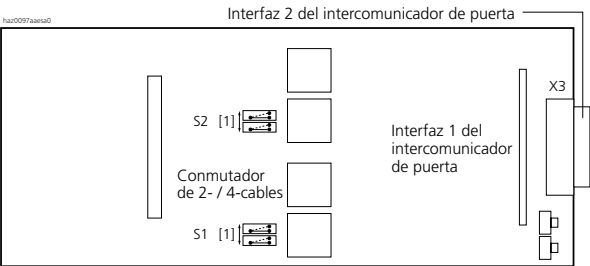 Interfaz 2 del intercomunicador de puerta
haz0097aaesa0
X3
S2 [1]
Interfaz 1 del
intercomunicador
de puerta
Conmutador
de 2- / 4-cables
S1 [1]